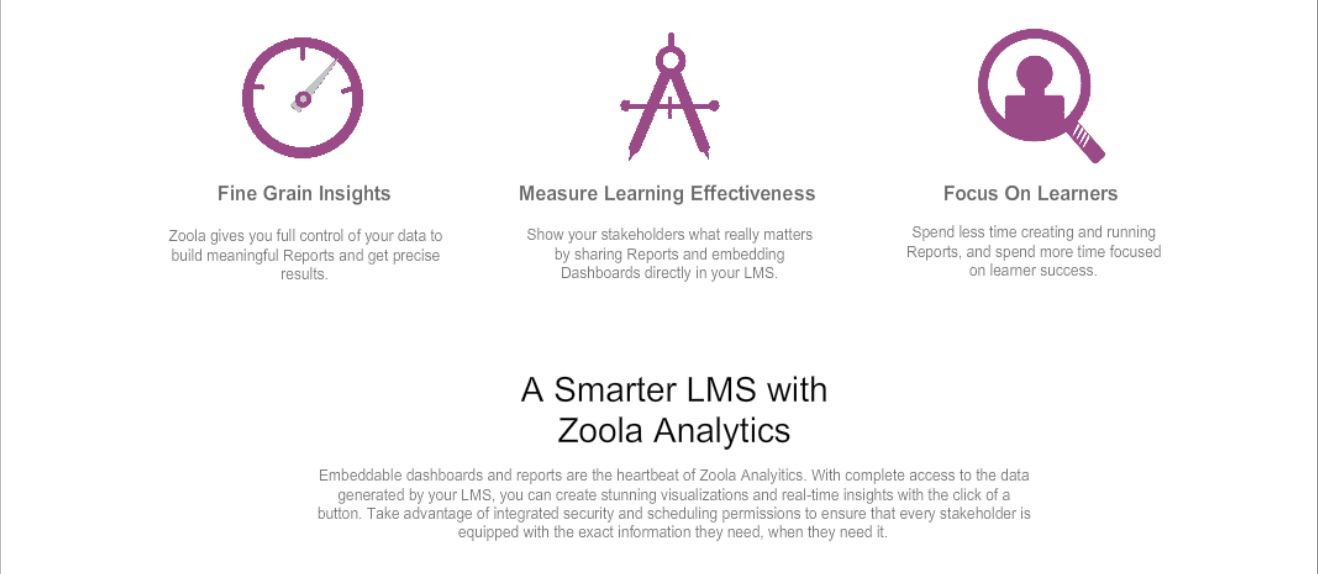 Fine Grain Insights
Zoola gives you full control of your data to
build meaningful Reports and get precise
results.
Measure Learning Effectiveness
Show your stakeholders what really matters
by sharing Reports and embedding
Dashboards directly in your LMS.
Focus On Learners
Spend less time creating and running
Reports, and spend more time focused
on learner success.
A Smarter LMS with
Zoola Analytics
Embeddable dashboards and reports are the heartbeat of Zoola Analyitics. With complete access to the data
generated by your LMS, you can create stunning visualizations and real-time insights with the click of a
button. Take advantage of integrated security and scheduling permissions to ensure that every stakeholder is
equipped with the exact information they need, when they need it.